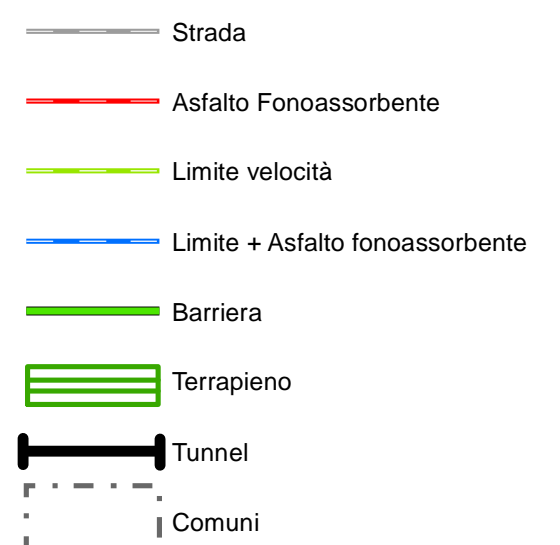 Strada
Asfalto Fonoassorbente
Limite velocità
Limite + Asfalto fonoassorbente
Barriera
Terrapieno
Tunnel
Comuni